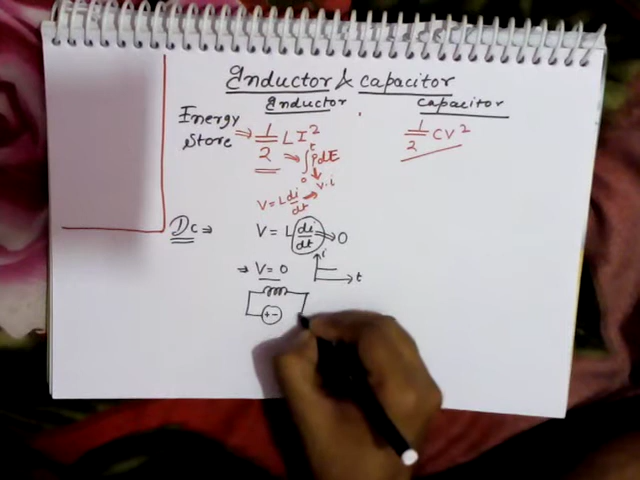 Inductor & capacitor
Inductor capacitor
Energy
Store ⇒ 1/2 LI² 1/2 CV²
⇒ ∫₀ᵗ pdt
v.i
V = L di/dt
DC ⇒ V = L di/dt ⇒ 0
⇒ V = 0
i
t
+ -